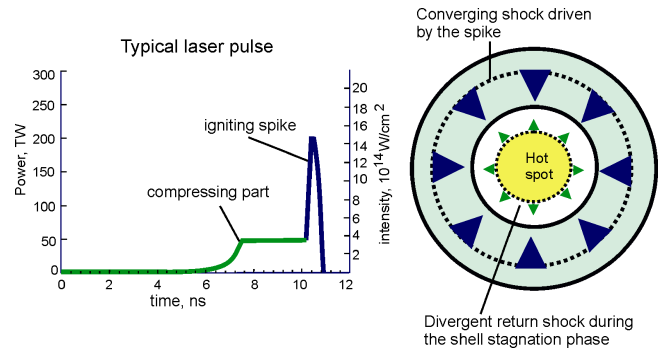 Typical laser pulse
Power, TW
300
250
200
150
100
50
0
igniting spike
compressing part
0
2
4
6
8
10
12
time, ns
20
18
16
14
12
10
8
6
4
2
intensity, 10¹⁴W/cm²
Converging shock driven
by the spike
Hot
spot
Divergent return shock during
the shell stagnation phase